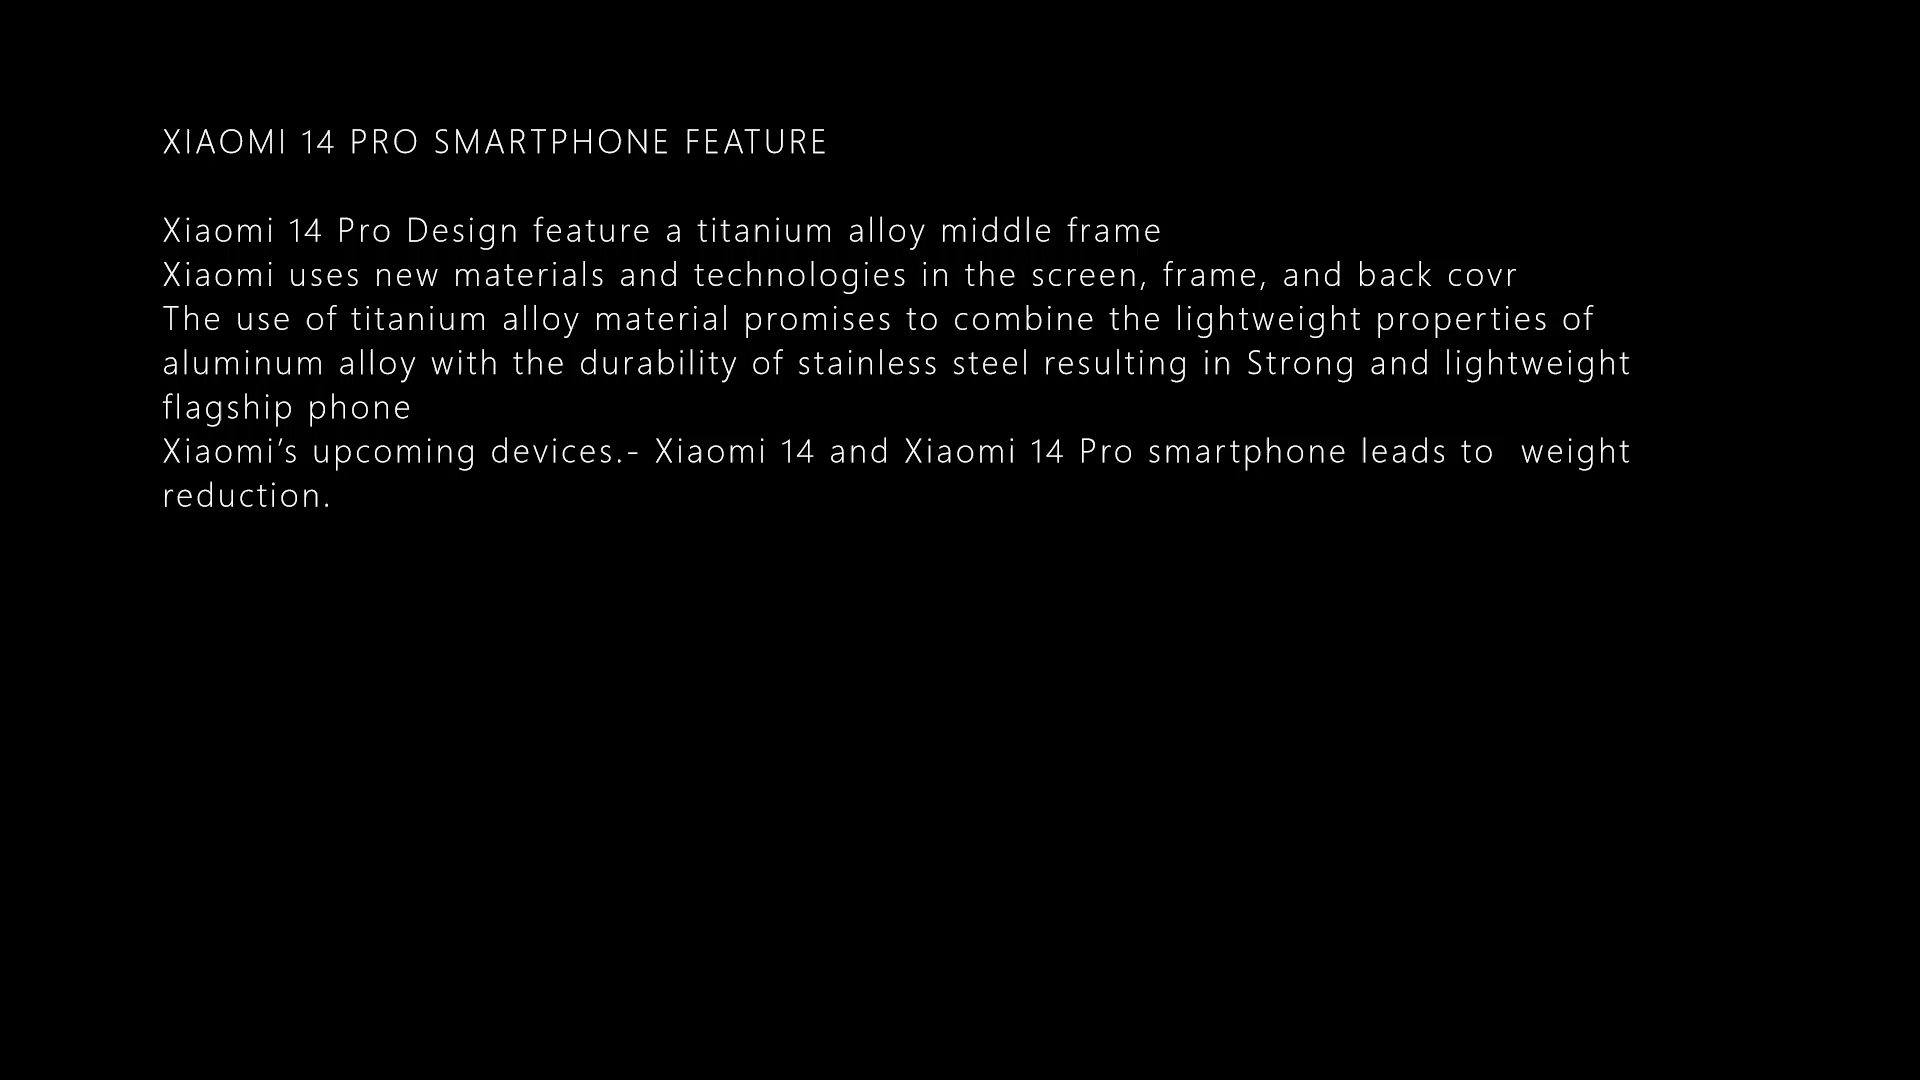 XIAOMI 14 PRO SMARTPHONE FEATURE
Xiaomi 14 Pro Design feature a titanium alloy middle frame
Xiaomi uses new materials and technologies in the screen, frame, and back covr
The use of titanium alloy material promises to combine the lightweight properties of
aluminum alloy with the durability of stainless steel resulting in Strong and lightweight
flagship phone
Xiaomi’s upcoming devices.- Xiaomi 14 and Xiaomi 14 Pro smartphone leads to  weight
reduction.